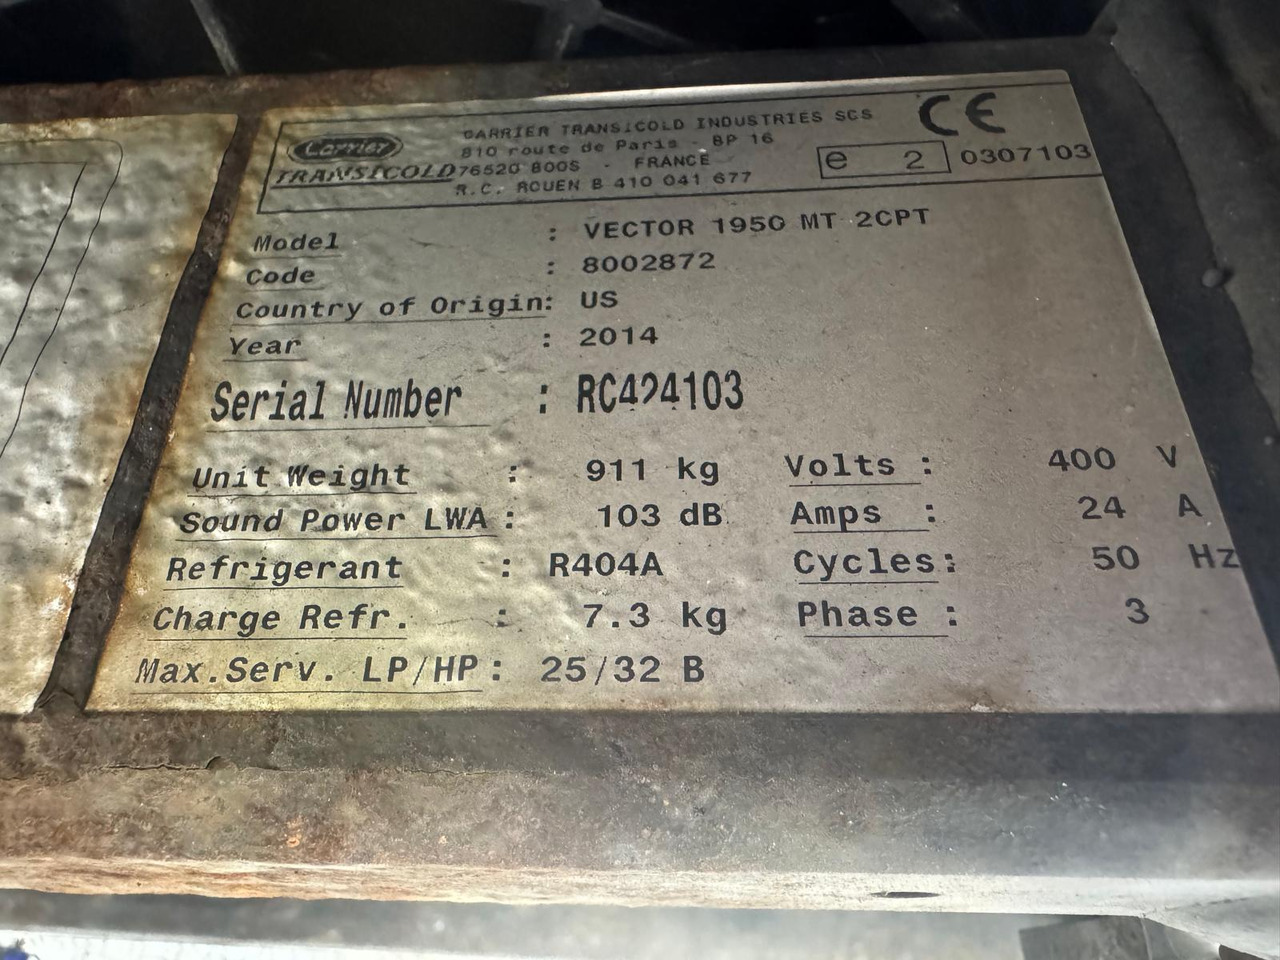 Carrier
TRANSICOLD
CARRIER TRANSICOLD INDUSTRIES SCS
810 route de Paris - BP 16
76520 BOOS - FRANCE
R.C. ROUEN B 410 041 677
CE
e 2 0307103
Model : VECTOR 1950 MT 2CPT
Code : 8002872
Country of Origin: US
Year : 2014
Serial Number : RC424103
Unit Weight : 911 kg Volts : 400 V
Sound Power LWA : 103 dB Amps : 24 A
Refrigerant : R404A Cycles: 50 Hz
Charge Refr. : 7.3 kg Phase : 3
Max.Serv. LP/HP: 25/32 B